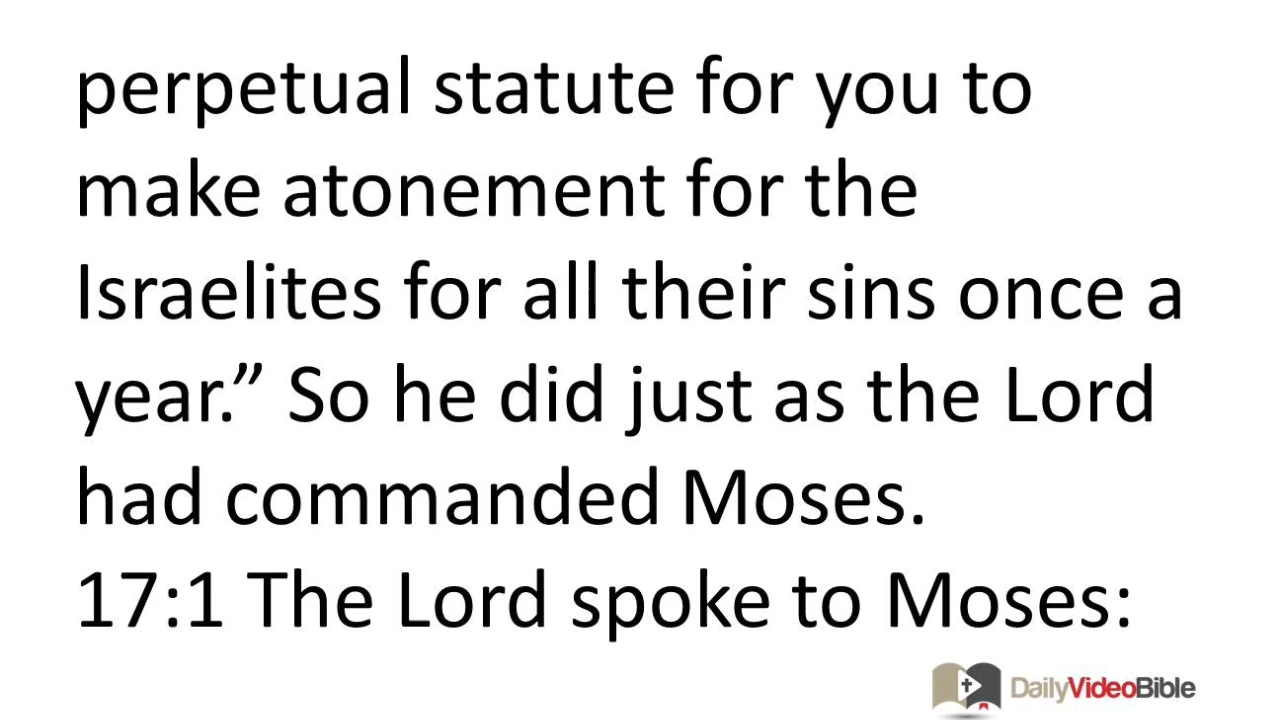 perpetual statute for you to
make atonement for the
Israelites for all their sins once a
year.” So he did just as the Lord
had commanded Moses.
17:1 The Lord spoke to Moses:
DailyVideoBible